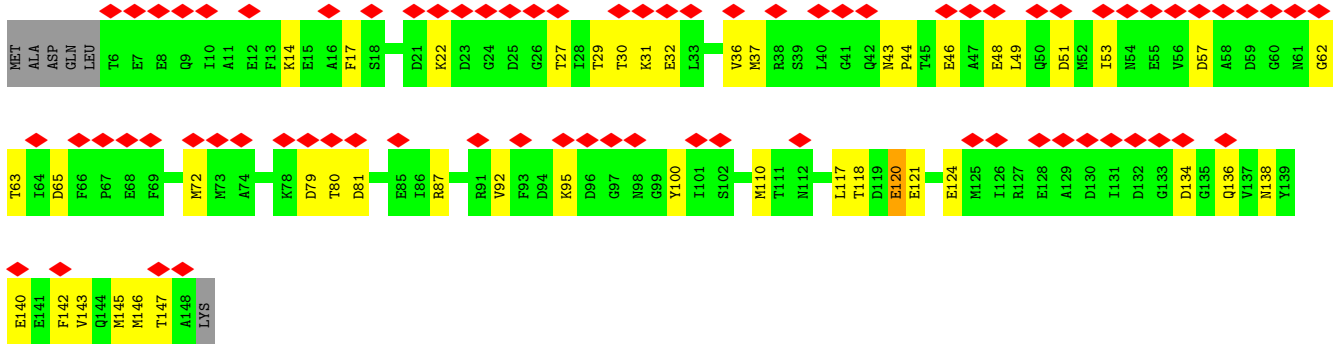 MET ALA ASP GLN LEU T6 E7 E8 Q9 I10 A11 E12 F13 K14 E15 A16 F17 S18 D21 K22 D23 G24 D25 G26 T27 I28 T29 T30 K31 E32 L33 V36 M37 R38 S39 L40 G41 Q42 N43 P44 T45 E46 A47 E48 L49 Q50 D51 M52 I53 N54 E55 V56 D57 A58 D59 G60 N61 G62
T63 I64 D65 F66 P67 E68 F69 M72 M73 A74 K78 D79 T80 D81 E85 I86 R87 R91 V92 F93 D94 K95 D96 G97 N98 G99 Y100 I101 S102 M110 T111 N112 L117 T118 D119 E120 E121 E124 M125 I126 R127 E128 A129 D130 I131 D132 G133 D134 G135 Q136 V137 N138 Y139
E140 E141 F142 V143 Q144 M145 M146 T147 A148 LYS